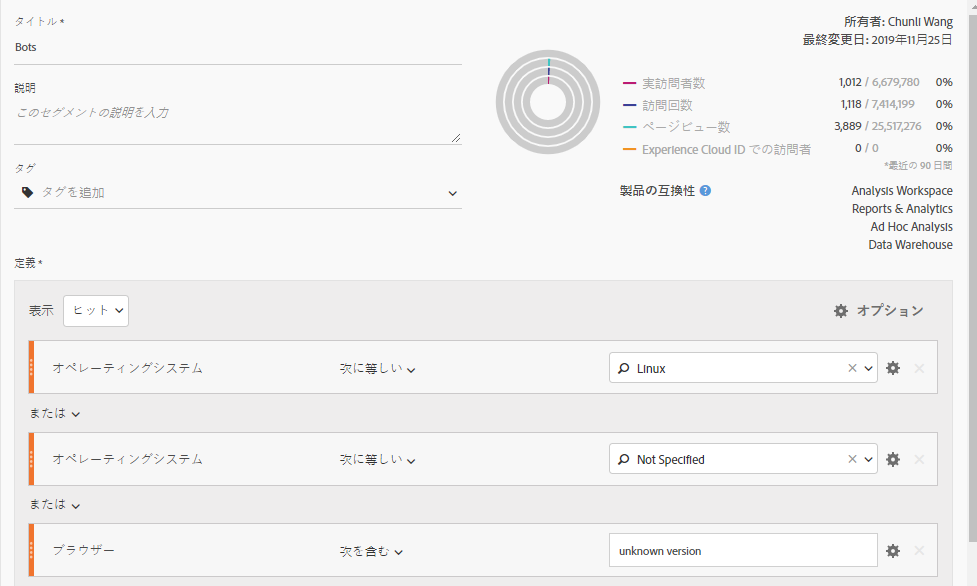 タイトル *
Bots
説明
このセグメントの説明を入力
タグ
タグを追加
所有者: Chunli Wang
最終変更日: 2019年11月25日
実訪問者数 1,012 / 6,679,780 0%
訪問回数 1,118 / 7,414,199 0%
ページビュー数 3,889 / 25,517,276 0%
Experience Cloud ID での訪問者 0 / 0 0%
*最近の 90 日間
製品の互換性 ? Analysis Workspace
Reports & Analytics
Ad Hoc Analysis
Data Warehouse
定義 *
表示 ヒット オプション
オペレーティングシステム 次に等しい Linux
または
オペレーティングシステム 次に等しい Not Specified
または
ブラウザー 次を含む unknown version